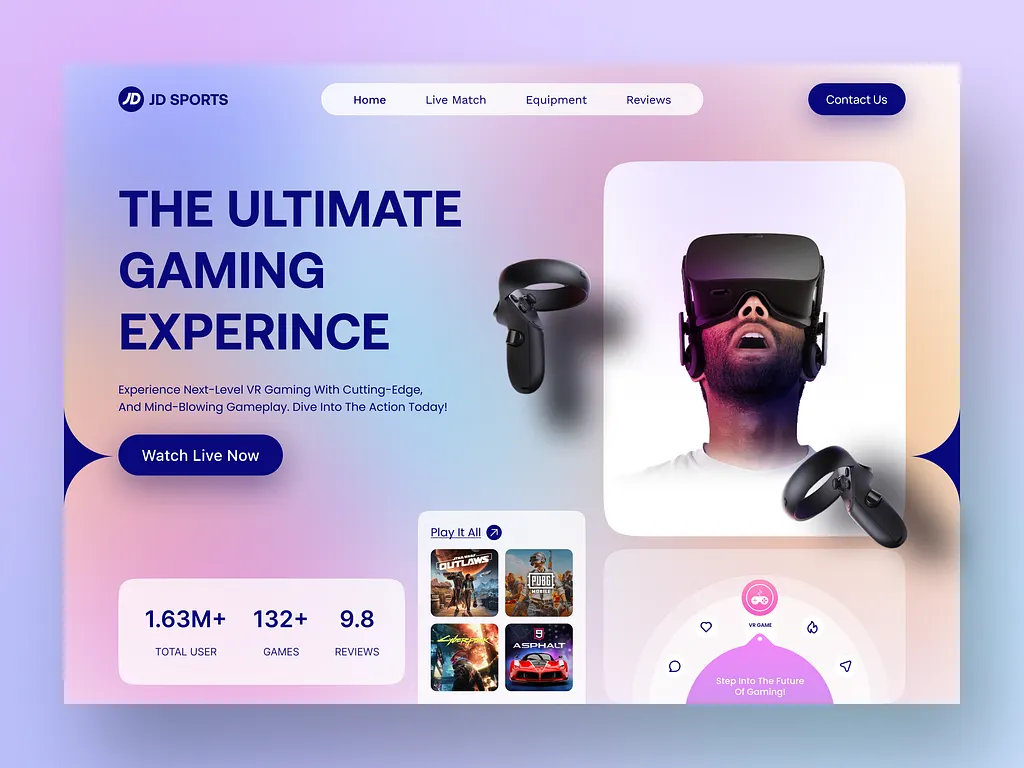 JD JD SPORTS
Home
Live Match
Equipment
Reviews
Contact Us
THE ULTIMATE
GAMING
EXPERINCE
Experience Next-Level VR Gaming With Cutting-Edge,
And Mind-Blowing Gameplay. Dive Into The Action Today!
Watch Live Now
1.63M+
TOTAL USER
132+
GAMES
9.8
REVIEWS
Play It All
STAR WARS
OUTLAWS
PUBG
MOBILE
Cyberpunk
9
ASPHALT
VR GAME
Step Into The Future
Of Gaming!